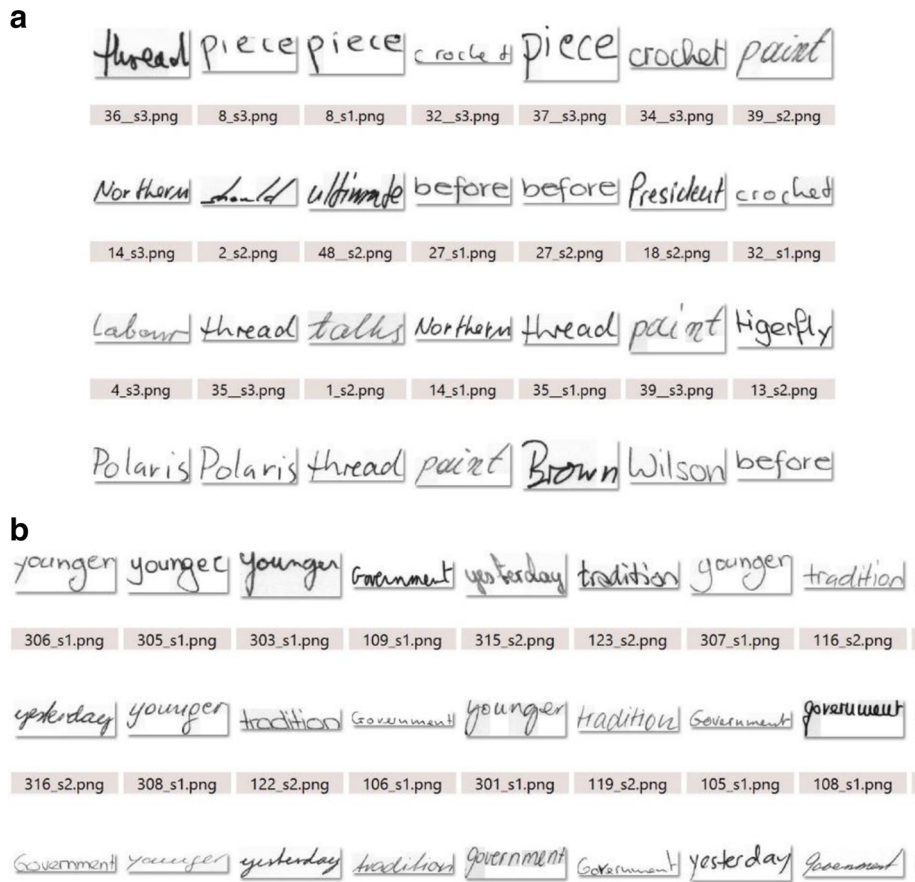 a
thread piece piece crochet piece crochet paint
36__s3.png 8_s3.png 8_s1.png 32__s3.png 37__s3.png 34__s3.png 39__s2.png
Northern should ultimate before before President crochet
14_s3.png 2_s2.png 48__s2.png 27_s1.png 27_s2.png 18_s2.png 32__s1.png
Labour thread talks Northern thread paint tigerfly
4_s3.png 35__s3.png 1_s2.png 14_s1.png 35__s1.png 39__s3.png 13_s2.png
Polaris Polaris thread paint Brown Wilson before
b
younger younger younger Government yesterday tradition younger tradition
306_s1.png 305_s1.png 303_s1.png 109_s1.png 315_s2.png 123_s2.png 307_s1.png 116_s2.png
yesterday younger tradition Government younger tradition Government government
316_s2.png 308_s1.png 122_s2.png 106_s1.png 301_s1.png 119_s2.png 105_s1.png 108_s1.png
Government younger yesterday tradition government Government yesterday government